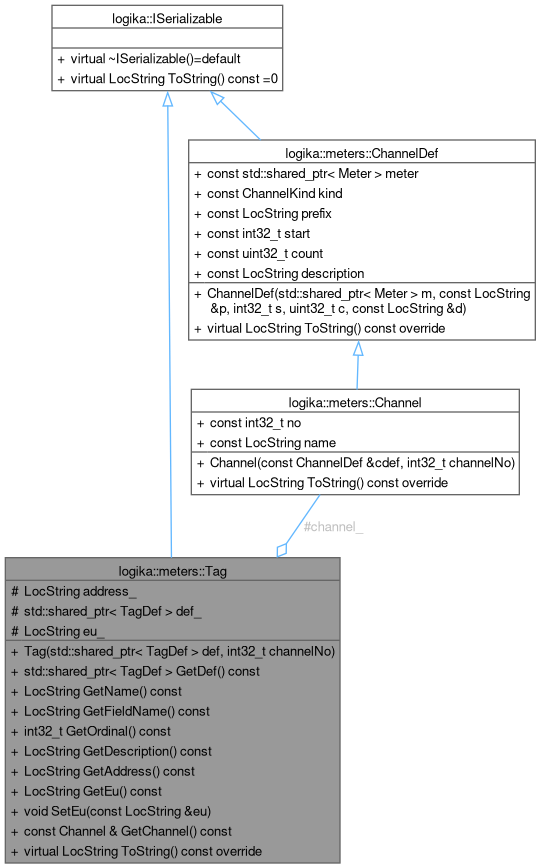 logika::ISerializable
+ virtual ~ISerializable()=default
+ virtual LocString ToString() const =0
logika::meters::ChannelDef
+ const std::shared_ptr< Meter > meter
+ const ChannelKind kind
+ const LocString prefix
+ const int32_t start
+ const uint32_t count
+ const LocString description
+ ChannelDef(std::shared_ptr< Meter > m, const LocString
&p, int32_t s, uint32_t c, const LocString &d)
+ virtual LocString ToString() const override
logika::meters::Channel
+ const int32_t no
+ const LocString name
+ Channel(const ChannelDef &cdef, int32_t channelNo)
+ virtual LocString ToString() const override
#channel_
logika::meters::Tag
# LocString address_
# std::shared_ptr< TagDef > def_
# LocString eu_
+ Tag(std::shared_ptr< TagDef > def, int32_t channelNo)
+ std::shared_ptr< TagDef > GetDef() const
+ LocString GetName() const
+ LocString GetFieldName() const
+ int32_t GetOrdinal() const
+ LocString GetDescription() const
+ LocString GetAddress() const
+ LocString GetEu() const
+ void SetEu(const LocString &eu)
+ const Channel & GetChannel() const
+ virtual LocString ToString() const override